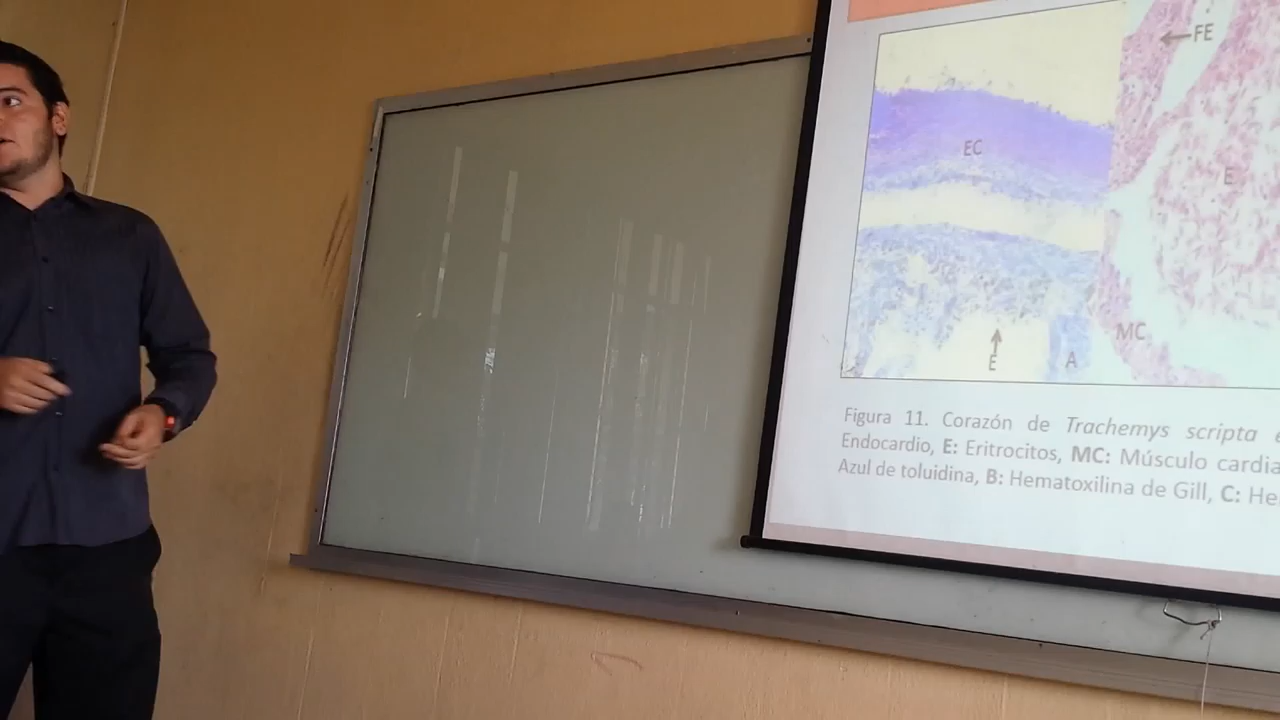 FE
EC
E
MC
E
A
Figura 11. Corazón de Trachemys scripta
Endocardio, E: Eritrocitos, MC: Músculo
Azul de toluidina, B: Hematoxilina de Gill, C: